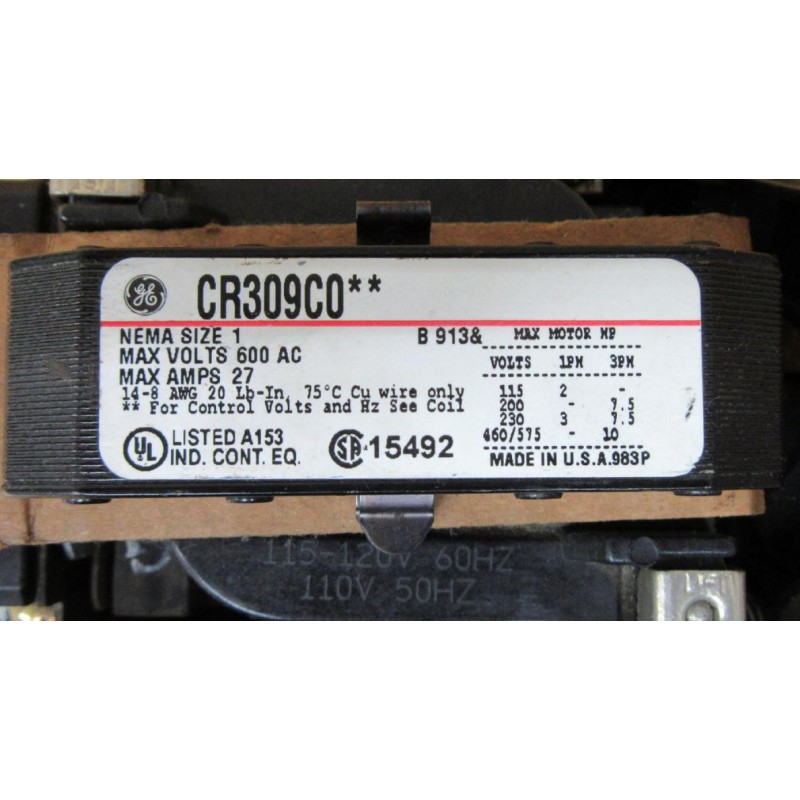 GE
CR309C0**
NEMA SIZE 1
MAX VOLTS 600 AC
MAX AMPS 27
14-8 AWG 20 Lb-In, 75°C Cu wire only
** For Control Volts and Hz See Coil
B 913& MAX MOTOR HP
VOLTS 1PH 3PH
115 2 -
200 - 7.5
230 3 7.5
460/575 - 10
UL LISTED A153
IND. CONT. EQ.
SA 15492
MADE IN U.S.A. 983P
115-120V 60HZ
110V 50HZ